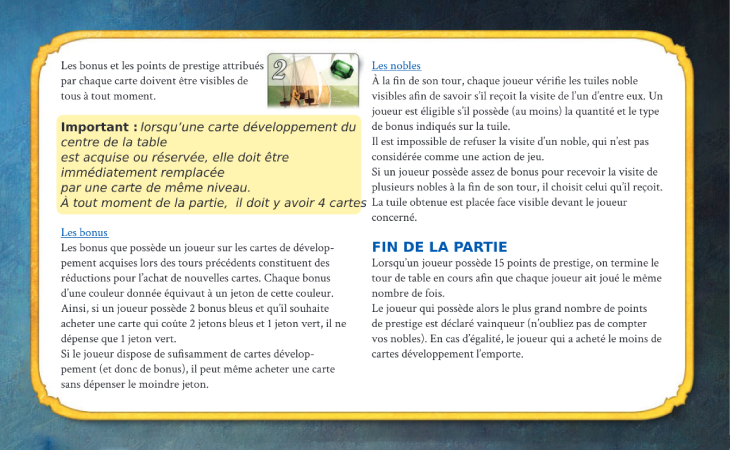 Les bonus et les points de prestige attribués
par chaque carte doivent être visibles de
tous à tout moment.
2
Important : lorsqu'une carte développement du
centre de la table
est acquise ou réservée, elle doit être
immédiatement remplacée
par une carte de même niveau.
À tout moment de la partie, il doit y avoir 4 cartes
Les bonus
Les bonus que possède un joueur sur les cartes de dévelop-
pement acquises lors des tours précédents constituent des
réductions pour l'achat de nouvelles cartes. Chaque bonus
d'une couleur donnée équivaut à un jeton de cette couleur.
Ainsi, si un joueur possède 2 bonus bleus et qu'il souhaite
acheter une carte qui coûte 2 jetons bleus et 1 jeton vert, il ne
dépense que 1 jeton vert.
Si le joueur dispose de sufisamment de cartes dévelop-
pement (et donc de bonus), il peut même acheter une carte
sans dépenser le moindre jeton.
Les nobles
À la fin de son tour, chaque joueur vérifie les tuiles noble
visibles afin de savoir s'il reçoit la visite de l'un d'entre eux. Un
joueur est éligible s'il possède (au moins) la quantité et le type
de bonus indiqués sur la tuile.
Il est impossible de refuser la visite d'un noble, qui n'est pas
considérée comme une action de jeu.
Si un joueur possède assez de bonus pour recevoir la visite de
plusieurs nobles à la fin de son tour, il choisit celui qu'il reçoit.
La tuile obtenue est placée face visible devant le joueur
concerné.
FIN DE LA PARTIE
Lorsqu'un joueur possède 15 points de prestige, on termine le
tour de table en cours afin que chaque joueur ait joué le même
nombre de fois.
Le joueur qui possède alors le plus grand nombre de points
de prestige est déclaré vainqueur (n'oubliez pas de compter
vos nobles). En cas d'égalité, le joueur qui a acheté le moins de
cartes développement l'emporte.